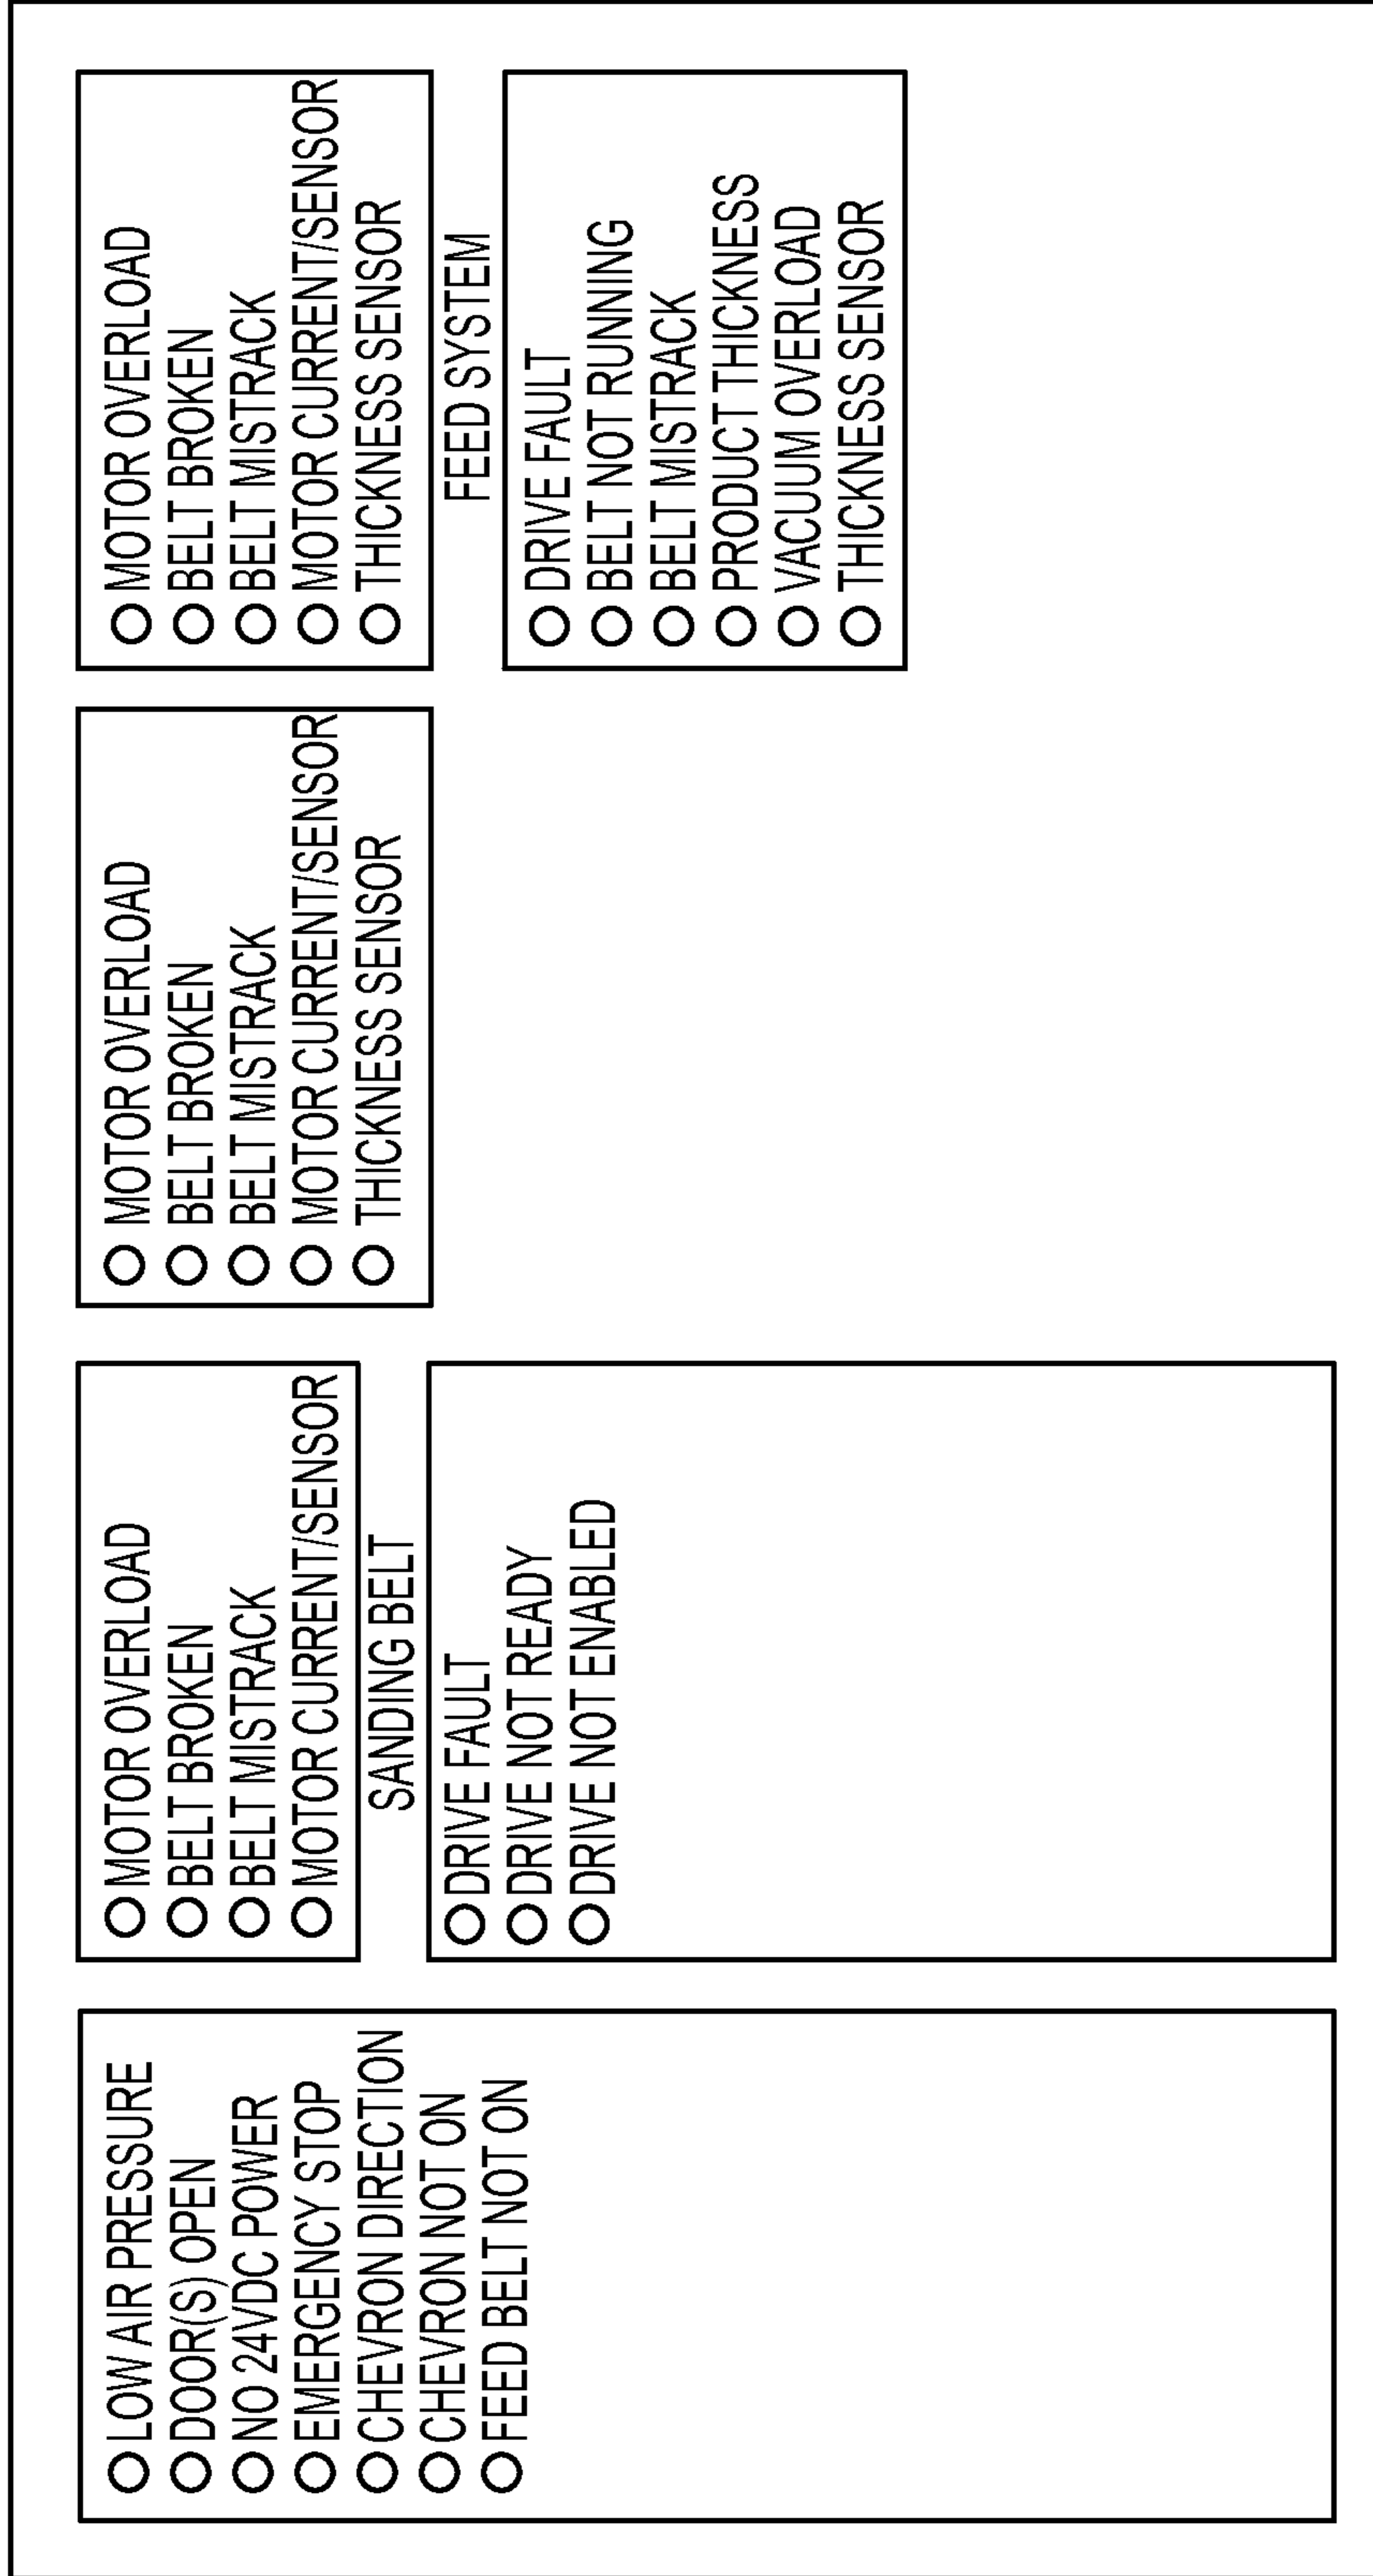 LOW AIR PRESSURE
DOOR(S) OPEN
NO 24VDC POWER
EMERGENCY STOP
CHEVRON DIRECTION
CHEVRON NOT ON
FEED BELT NOT ON
MOTOR OVERLOAD
BELT BROKEN
BELT MISTRACK
MOTOR CURRENT/SENSOR
SANDING BELT
DRIVE FAULT
DRIVE NOT READY
DRIVE NOT ENABLED
MOTOR OVERLOAD
BELT BROKEN
BELT MISTRACK
MOTOR CURRENT/SENSOR
THICKNESS SENSOR
MOTOR OVERLOAD
BELT BROKEN
BELT MISTRACK
MOTOR CURRENT/SENSOR
THICKNESS SENSOR
FEED SYSTEM
DRIVE FAULT
BELT NOT RUNNING
BELT MISTRACK
PRODUCT THICKNESS
VACUUM OVERLOAD
THICKNESS SENSOR